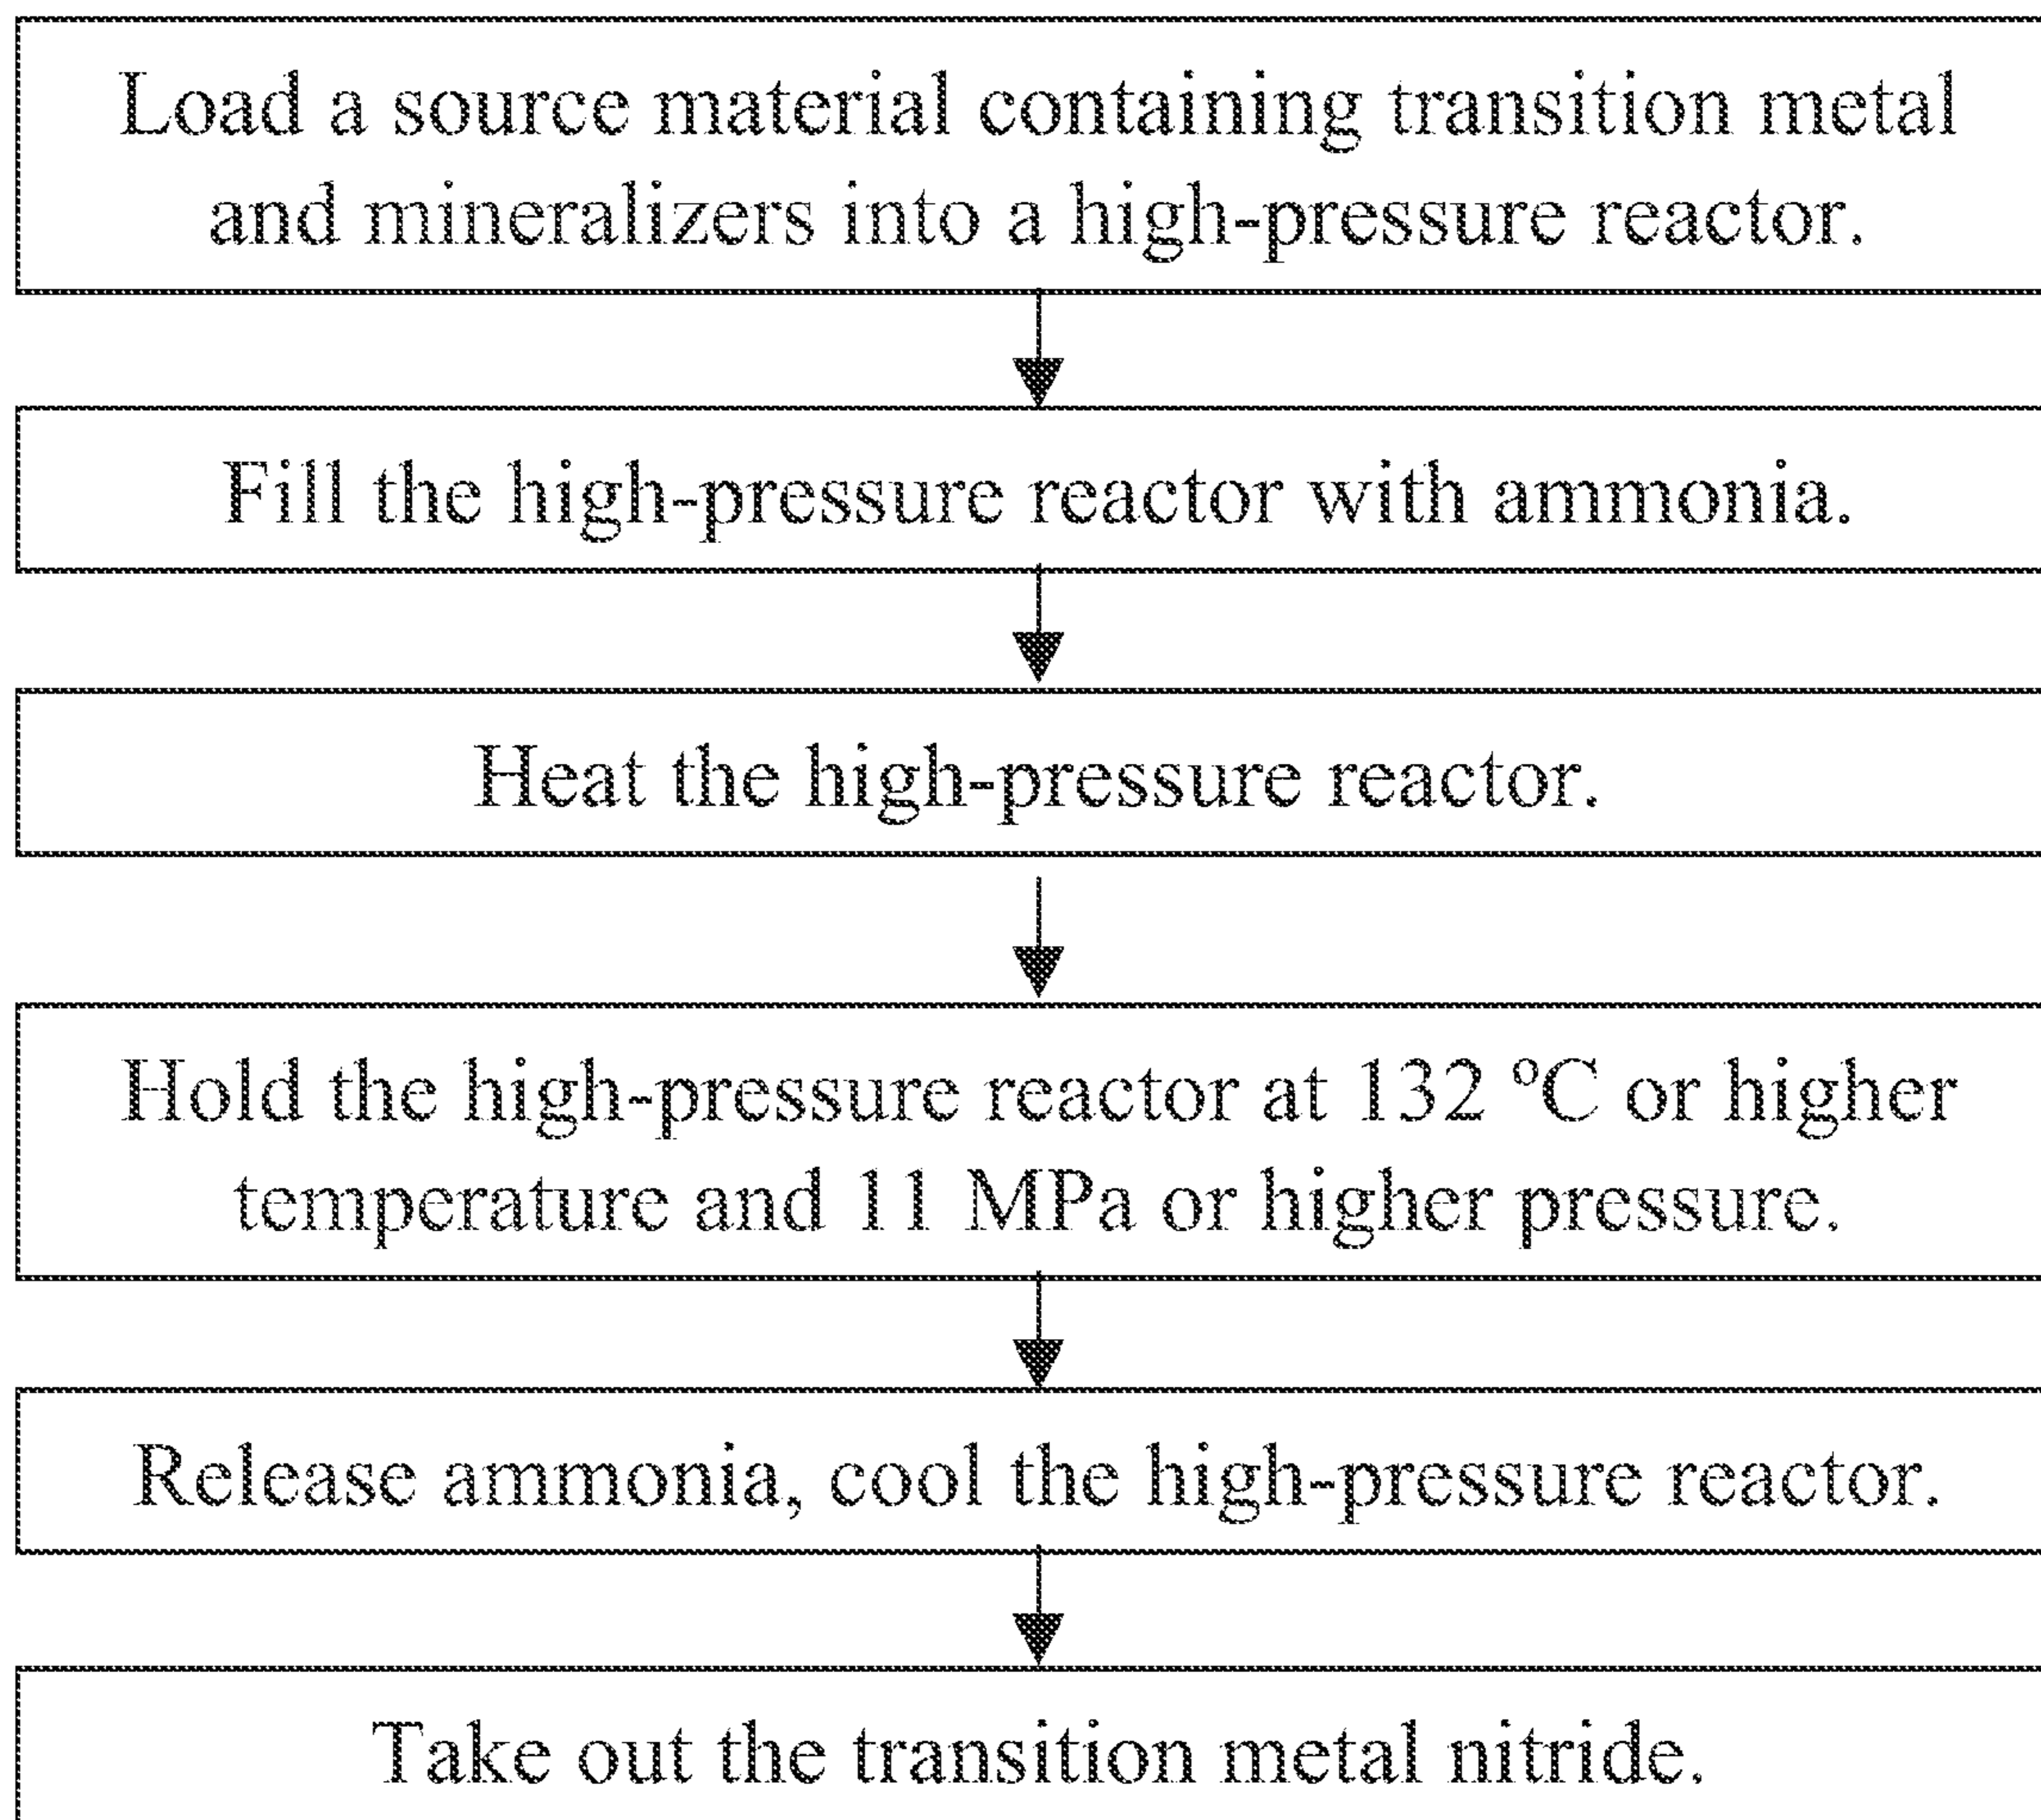 Load a source material containing transition metal
and mineralizers into a high-pressure reactor.
Fill the high-pressure reactor with ammonia.
Heat the high-pressure reactor.
Hold the high-pressure reactor at 132 ºC or higher
temperature and 11 MPa or higher pressure.
Release ammonia, cool the high-pressure reactor.
Take out the transition metal nitride.